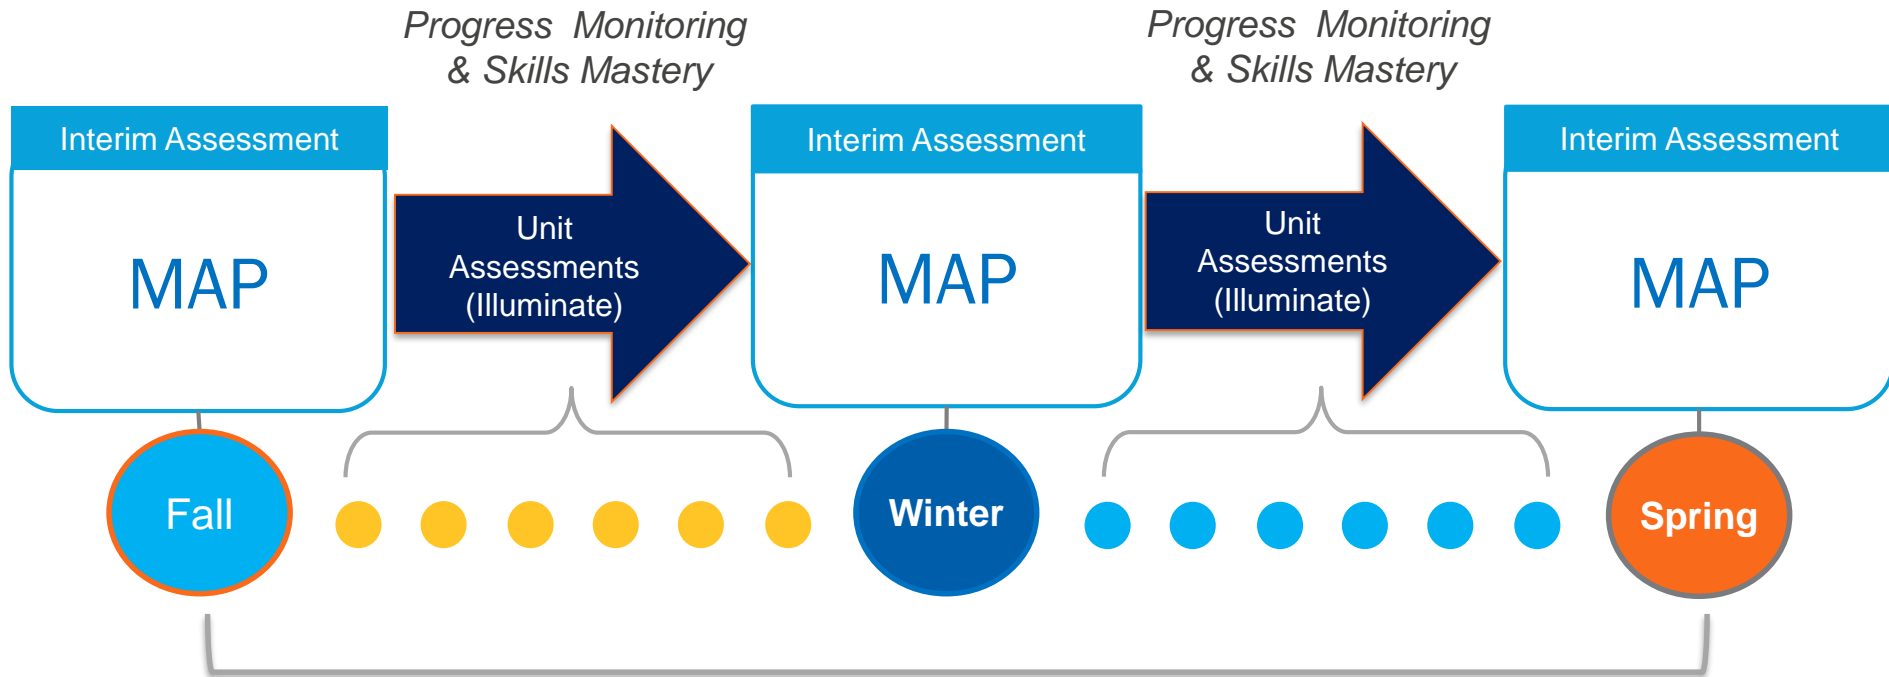 Progress Monitoring
& Skills Mastery
Progress Monitoring
& Skills Mastery
Interim Assessment
MAP
Unit
Assessments
(Illuminate)
Interim Assessment
MAP
Unit
Assessments
(Illuminate)
Interim Assessment
MAP
Fall
Winter
Spring